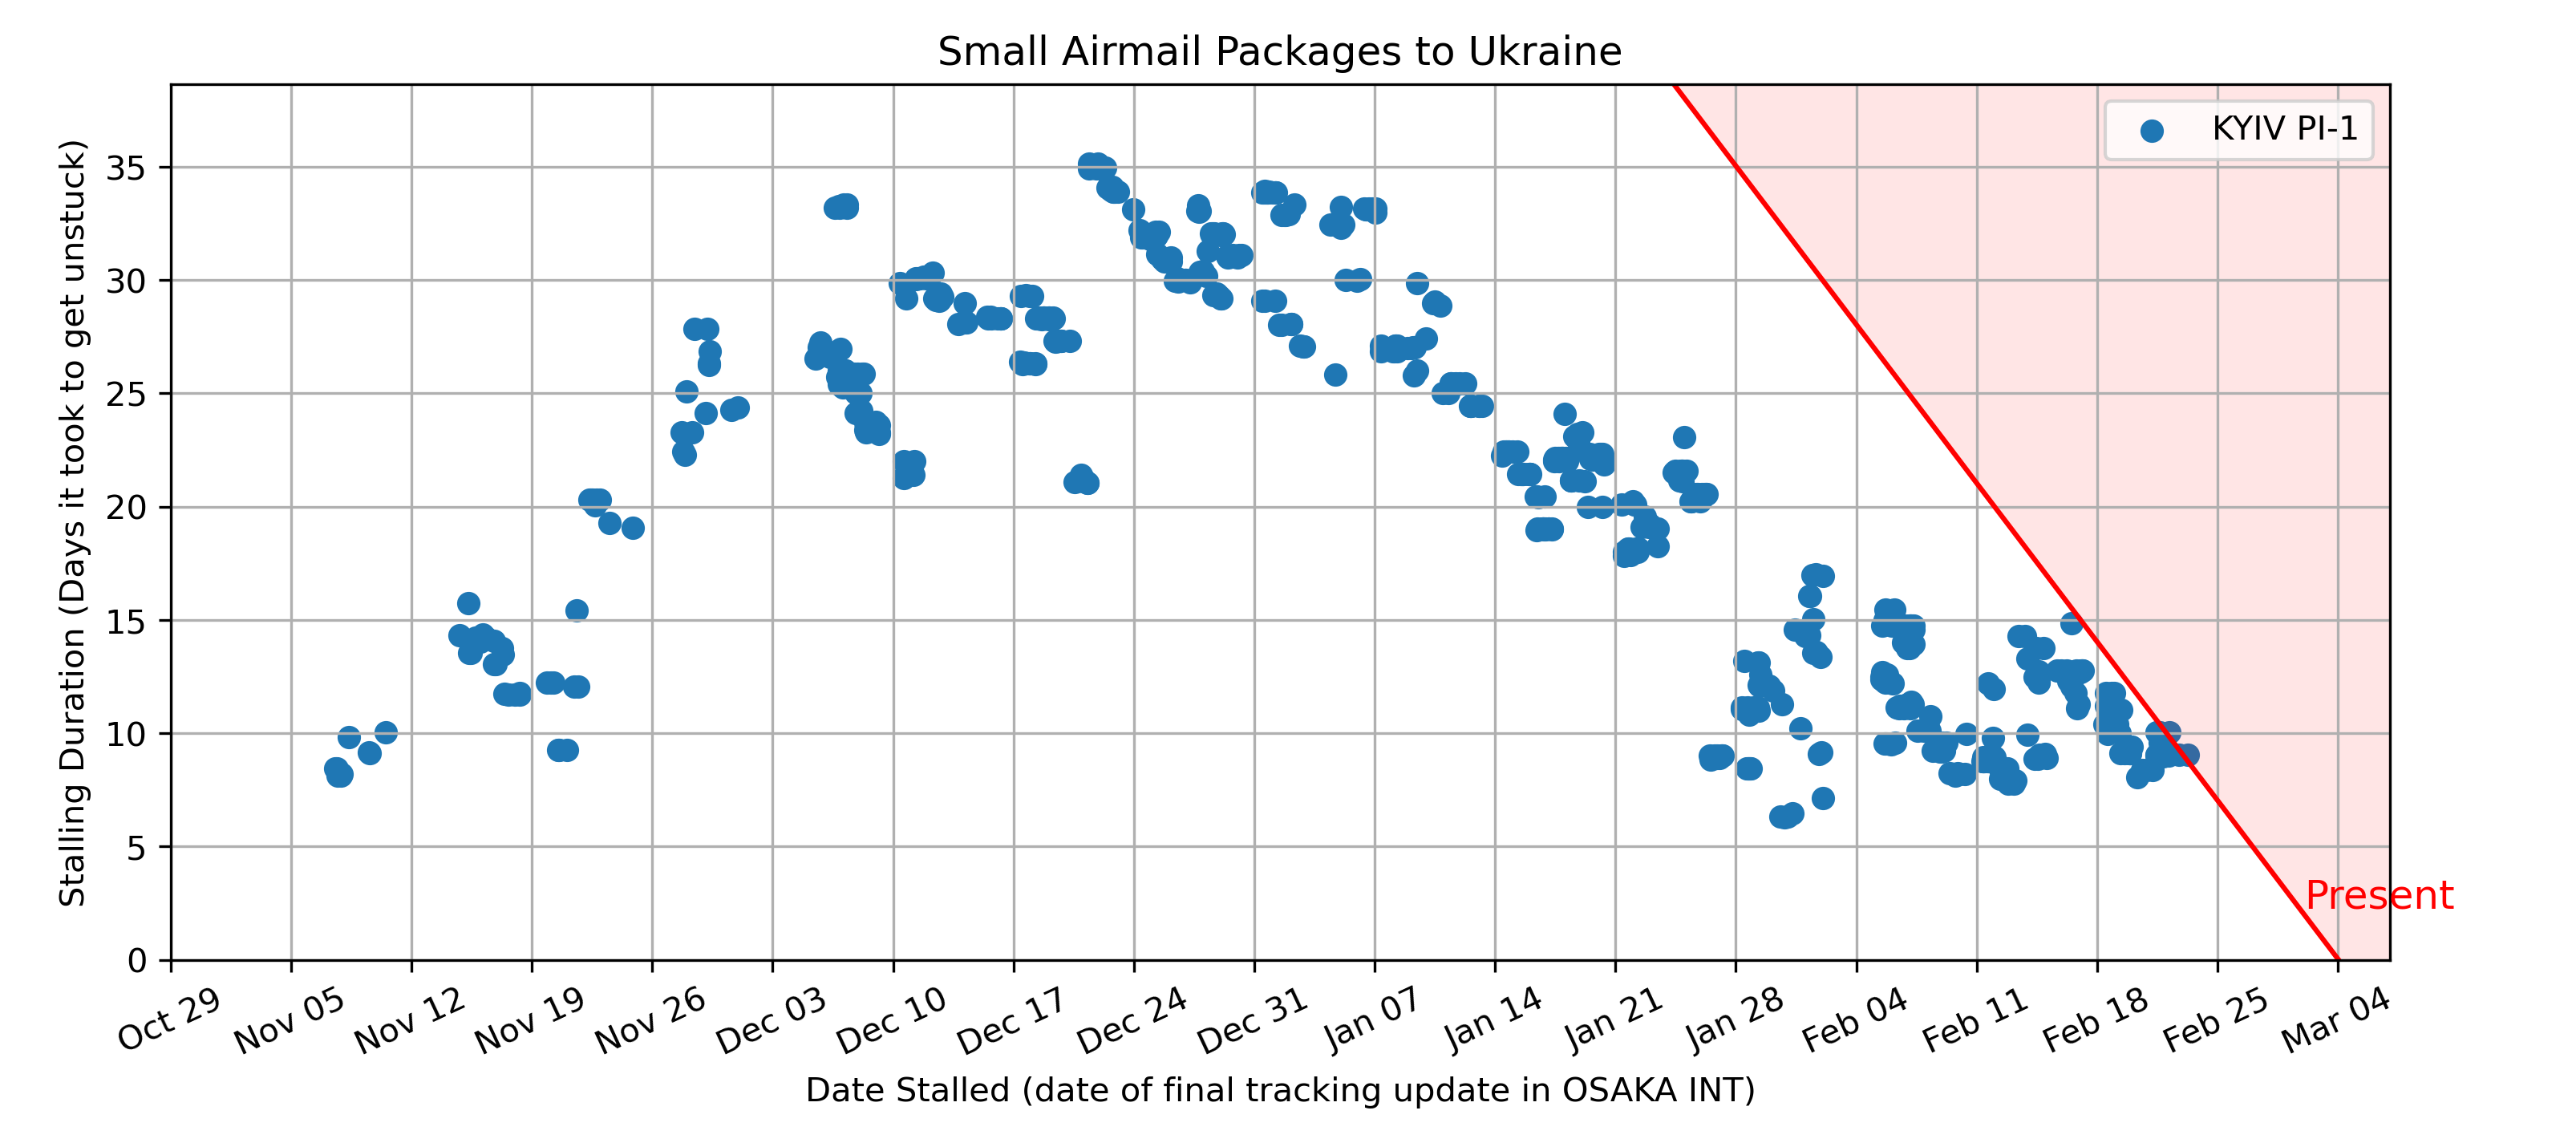 Small Airmail Packages to Ukraine
KYIV PI-1
Stalling Duration (Days it took to get unstuck)
35
30
25
20
15
10
5
0
Present
Oct 29
Nov 05
Nov 12
Nov 19
Nov 26
Dec 03
Dec 10
Dec 17
Dec 24
Dec 31
Jan 07
Jan 14
Jan 21
Jan 28
Feb 04
Feb 11
Feb 18
Feb 25
Mar 04
Date Stalled (date of final tracking update in OSAKA INT)